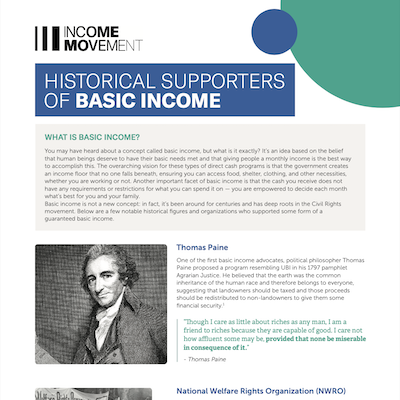 INCOME
MOVEMENT
HISTORICAL SUPPORTERS
OF BASIC INCOME
WHAT IS BASIC INCOME?
You may have heard about a concept called basic income, but what is it exactly? It's an idea based on the belief
that human beings deserve to have their basic needs met and that giving people a monthly income is the best
way to accomplish this. The overarching vision for these types of direct cash programs is that the government creates
an income floor that no one falls beneath, ensuring you can access food, shelter, clothing, and other necessities,
whether you are working or not. Another important facet of basic income is that the cash you receive does not
have any requirements or restrictions for what you can spend it on — you are empowered to decide each month
what's best for you and your family.
Basic income is not a new concept: in fact, it's been around for centuries and has deep roots in the Civil Rights
movement. Below are a few notable historical figures and organizations who supported some form of a
guaranteed basic income.
Thomas Paine
One of the first basic income advocates, political philosopher Thomas
Paine proposed a program resembling UBI in his 1797 pamphlet
Agrarian Justice. He believed that the earth was the common
inheritance of the human race and therefore belongs to everyone,
suggesting that landowners should be taxed and those proceeds
should be redistributed to non-landowners to give them some
financial security.¹
"Though I care as little about riches as any man, I am a
friend to riches because they are capable of good. I care not
how affluent some may be, provided that none be miserable
in consequence of it."
- Thomas Paine
National Welfare Rights Organization (NWRO)